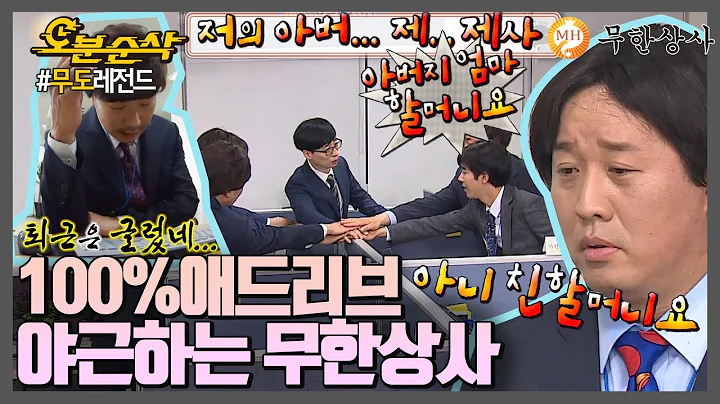 오분순삭
#무도레전드
저의 아버... 제.. 제사
MH 무한상사
아버지 엄마
할머니요
퇴근은 글렀네...
아니 친할머니요
100%애드리브
야근하는 무한상사